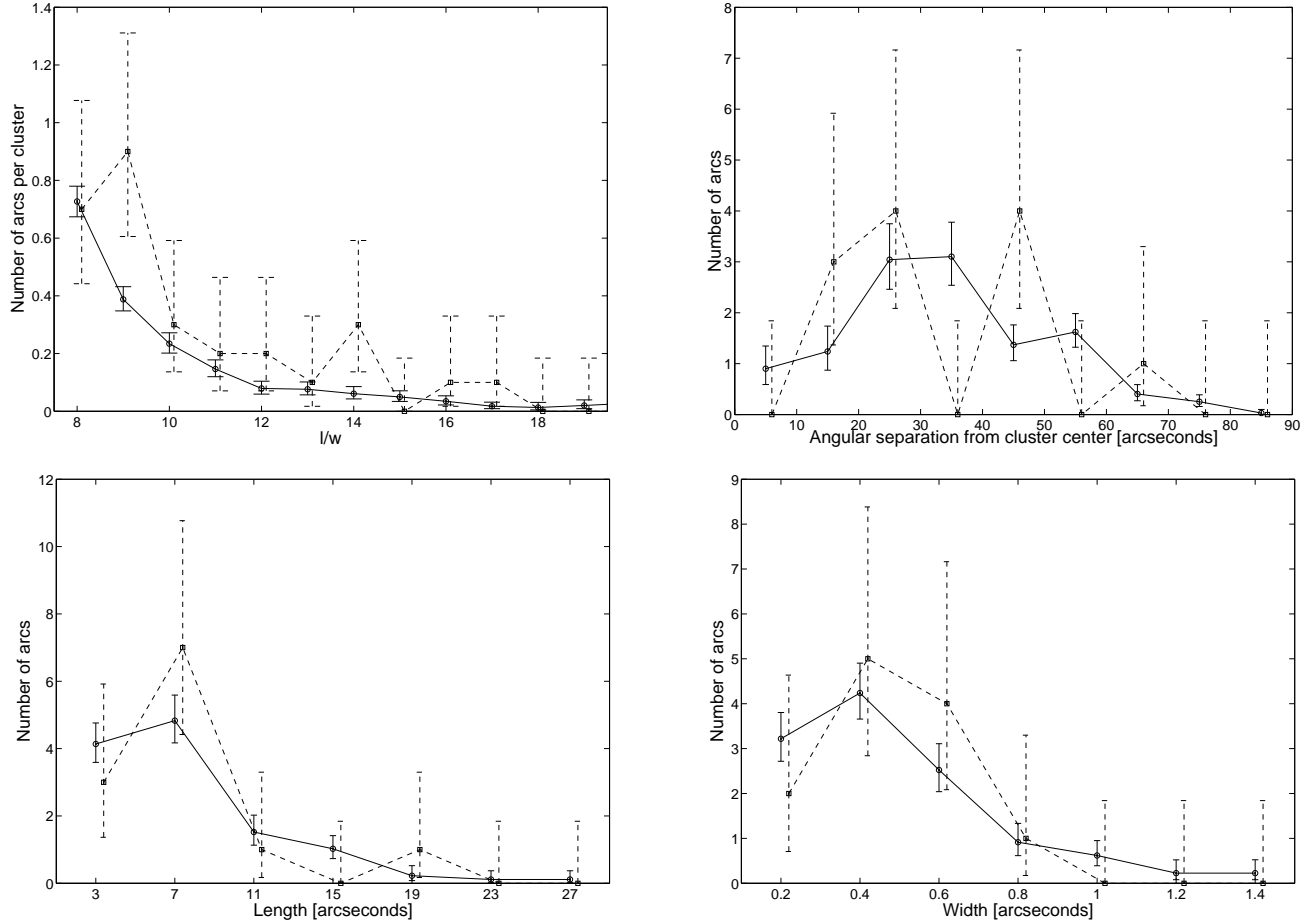 1.4
1.2
1
0.8
0.6
0.4
0.2
0
Number of arcs per cluster
8 10 12 14 16 18
l/w
8
7
6
5
4
3
2
1
0
Number of arcs
0 10 20 30 40 50 60 70 80 90
Angular separation from cluster center [arcseconds]
12
10
8
6
4
2
0
Number of arcs
3 7 11 15 19 23 27
Length [arcseconds]
9
8
7
6
5
4
3
2
1
0
Number of arcs
0.2 0.4 0.6 0.8 1 1.2 1.4
Width [arcseconds]